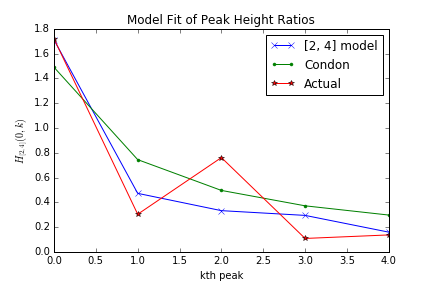 Model Fit of Peak Height Ratios
[2, 4] model
Condon
Actual
1.8
1.6
1.4
1.2
1.0
0.8
0.6
0.4
0.2
0.0
H_{[2,4]}(0, k)
0.0 0.5 1.0 1.5 2.0 2.5 3.0 3.5 4.0
kth peak